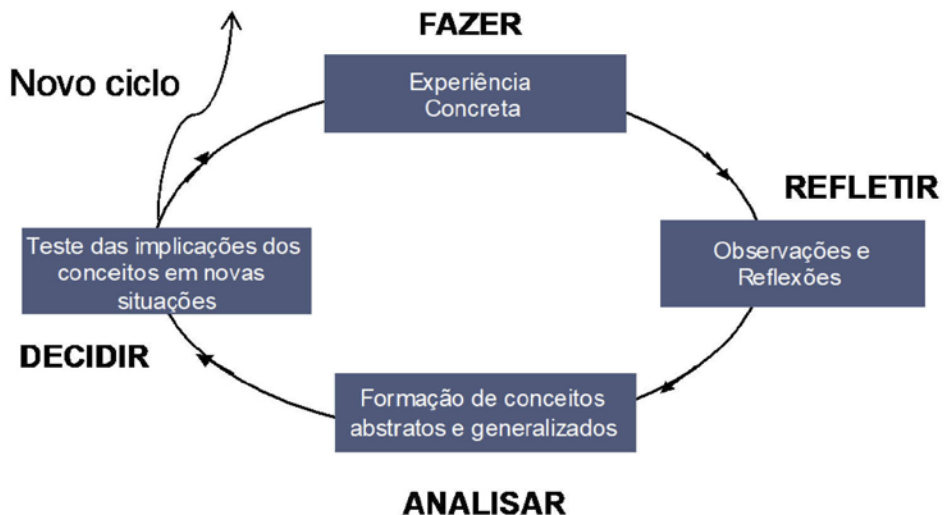 FAZER
Experiência
Concreta
Novo ciclo
REFLETIR
Observações e
Reflexões
Teste das implicações dos
conceitos em novas
situações
DECIDIR
Formação de conceitos
abstratos e generalizados
ANALISAR